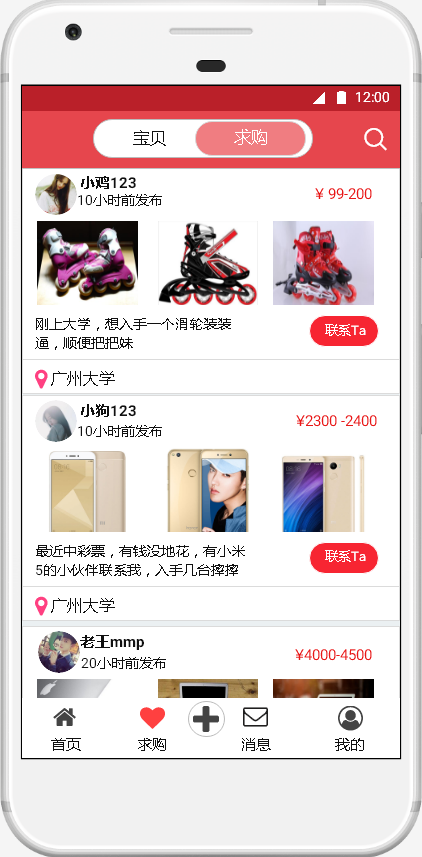 12:00
宝贝 求购
小鸡123
10小时前发布
¥ 99-200
刚上大学，想入手一个滑轮装装
逼，顺便把把妹
联系Ta
广州大学
小狗123
10小时前发布
¥2300 -2400
最近中彩票，有钱没地花，有小米
5的小伙伴联系我，入手几台摔摔
联系Ta
广州大学
老王mmp
20小时前发布
¥4000-4500
首页 求购 消息 我的